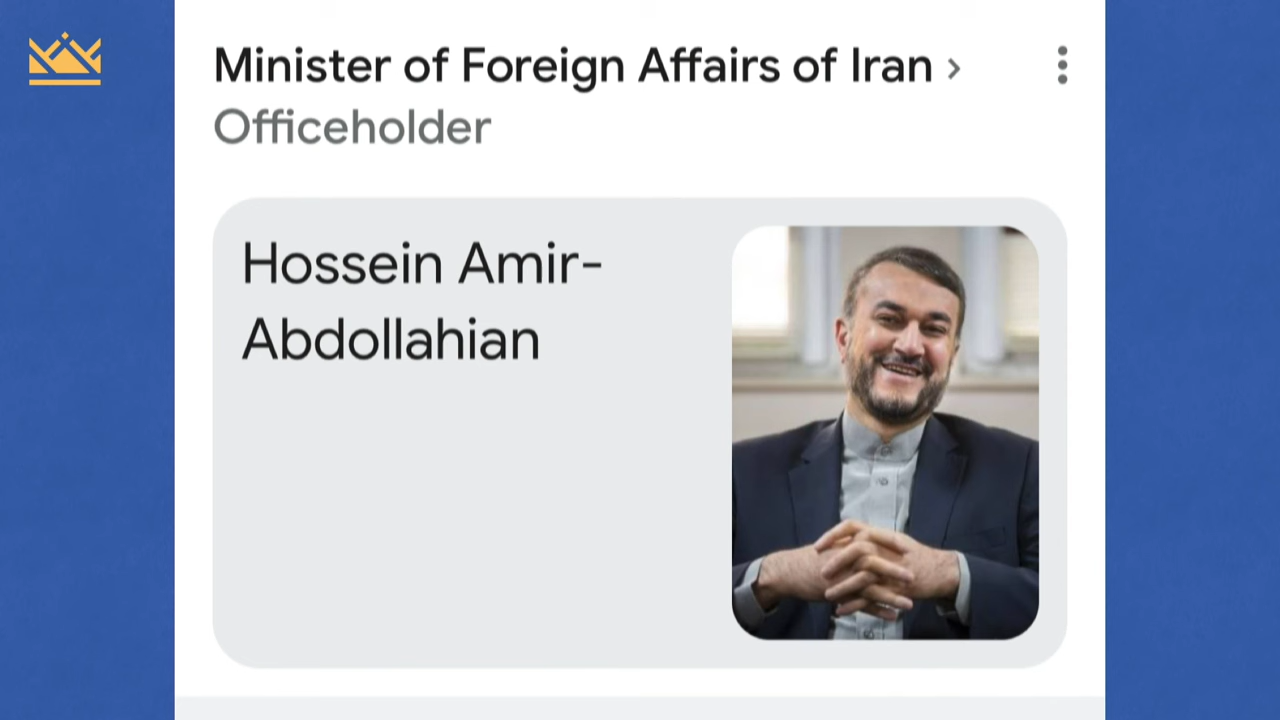 Minister of Foreign Affairs of Iran ›
Officeholder
Hossein Amir-
Abdollahian